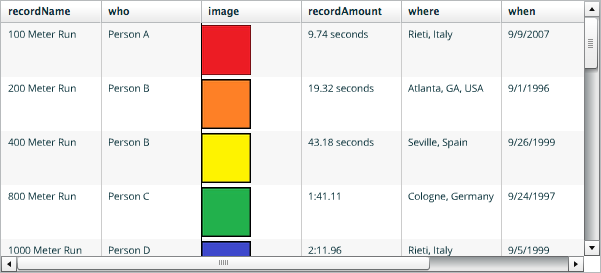 recordName who image recordAmount where when
100 Meter Run Person A 9.74 seconds Rieti, Italy 9/9/2007
200 Meter Run Person B 19.32 seconds Atlanta, GA, USA 9/1/1996
400 Meter Run Person B 43.18 seconds Seville, Spain 9/26/1999
800 Meter Run Person C 1:41.11 Cologne, Germany 9/24/1997
1000 Meter Run Person D 2:11.96 Rieti, Italy 9/5/1999